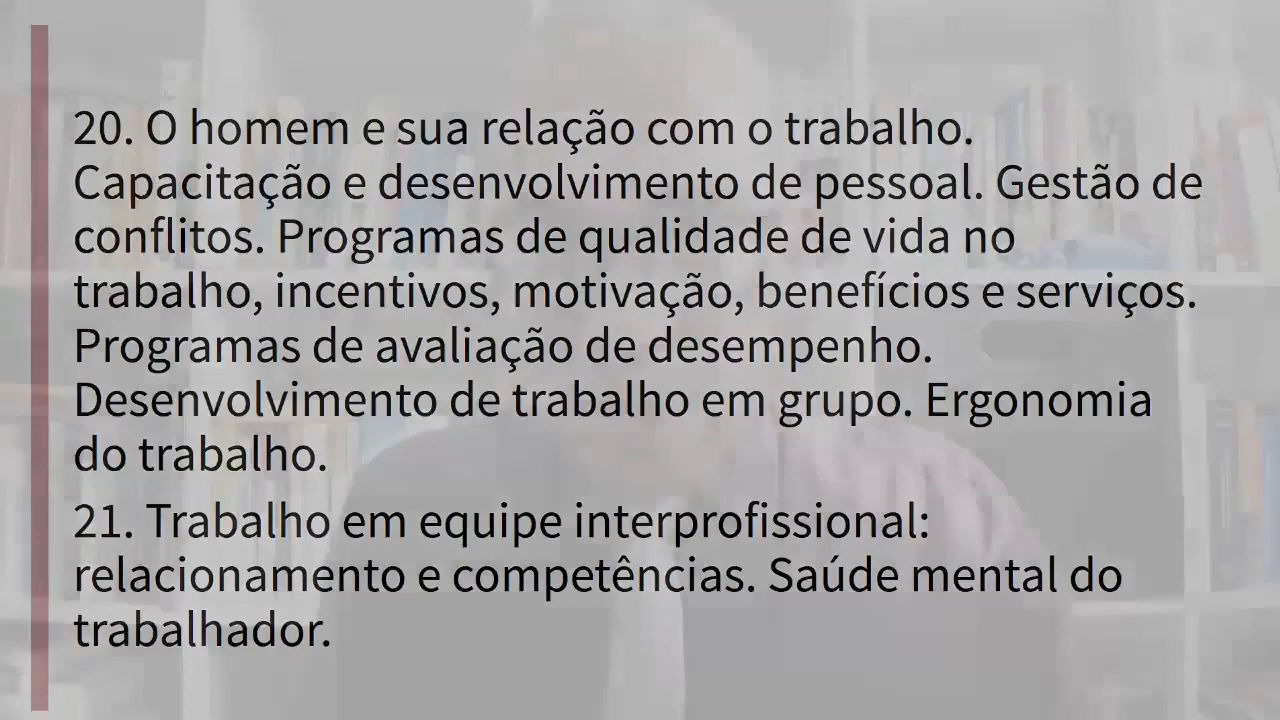 20. O homem e sua relação com o trabalho.
Capacitação e desenvolvimento de pessoal. Gestão de
conflitos. Programas de qualidade de vida no
trabalho, incentivos, motivação, benefícios e serviços.
Programas de avaliação de desempenho.
Desenvolvimento de trabalho em grupo. Ergonomia
do trabalho.
21. Trabalho em equipe interprofissional:
relacionamento e competências. Saúde mental do
trabalhador.